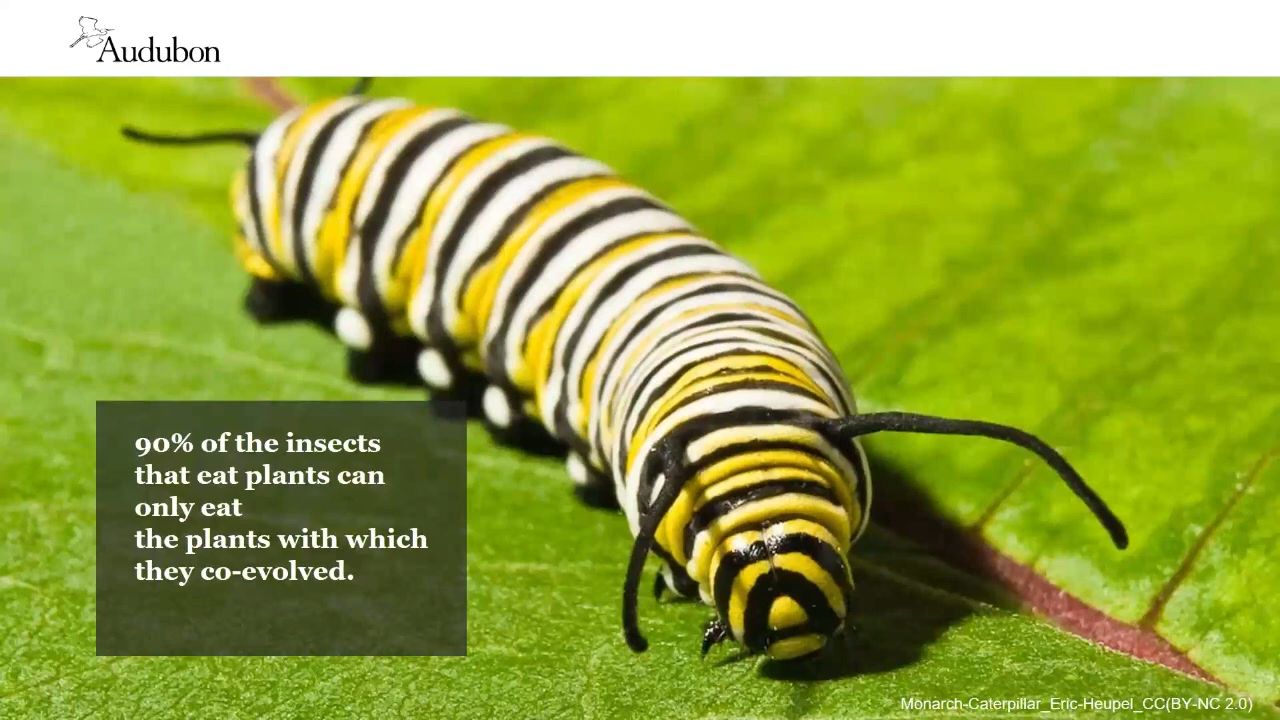 Audubon
90% of the insects
that eat plants can
only eat
the plants with which
they co-evolved.
Monarch-Caterpillar_Eric-Heupel_CC(BY-NC 2.0)